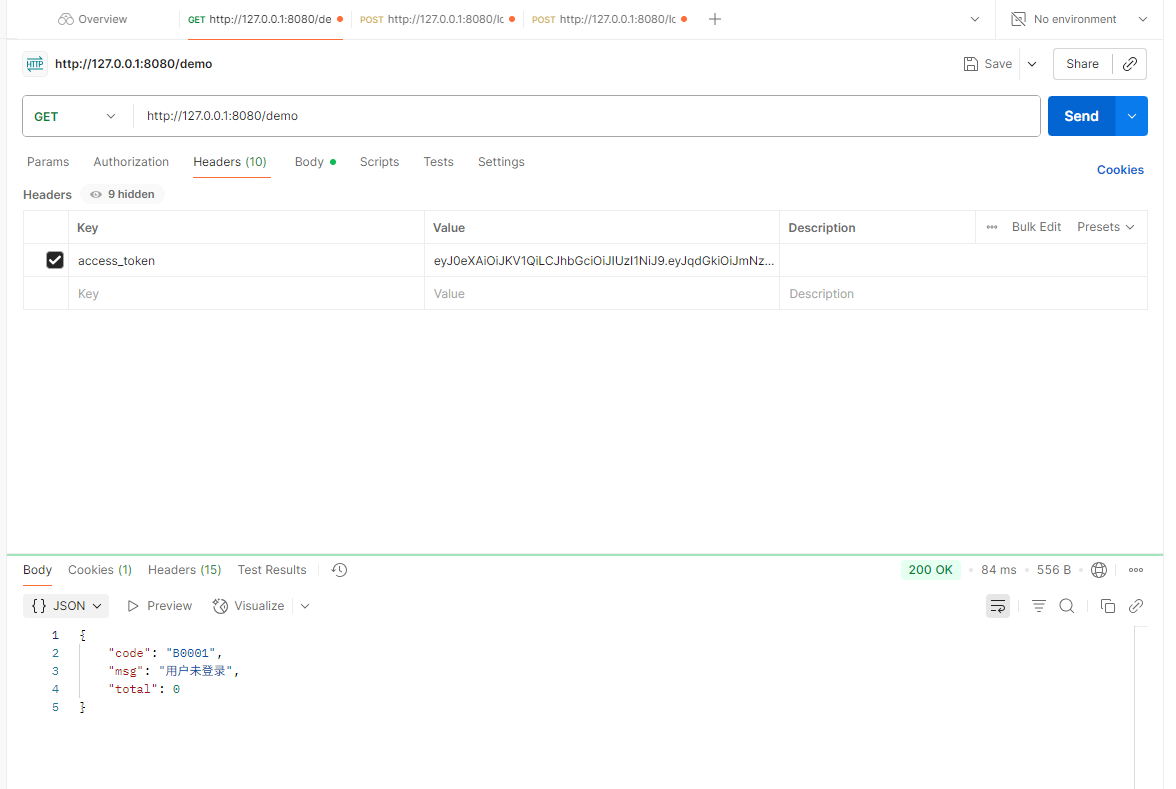 Overview GET http://127.0.0.1:8080/de POST http://127.0.0.1:8080/lc POST http://127.0.0.1:8080/lc No environment
HTTP http://127.0.0.1:8080/demo Save Share
GET http://127.0.0.1:8080/demo Send
Params Authorization Headers (10) Body Scripts Tests Settings Cookies
Headers 9 hidden
Key Value Description Bulk Edit Presets
access_token eyJ0eXAiOiJKV1QiLCJhbGciOiJIUzI1NiJ9.eyJqdGkiOiJmNz...
Key Value Description
Body Cookies (1) Headers (15) Test Results 200 OK 84 ms 556 B
{} JSON Preview Visualize
1 {
2 "code": "B0001",
3 "msg": "用户未登录",
4 "total": 0
5 }